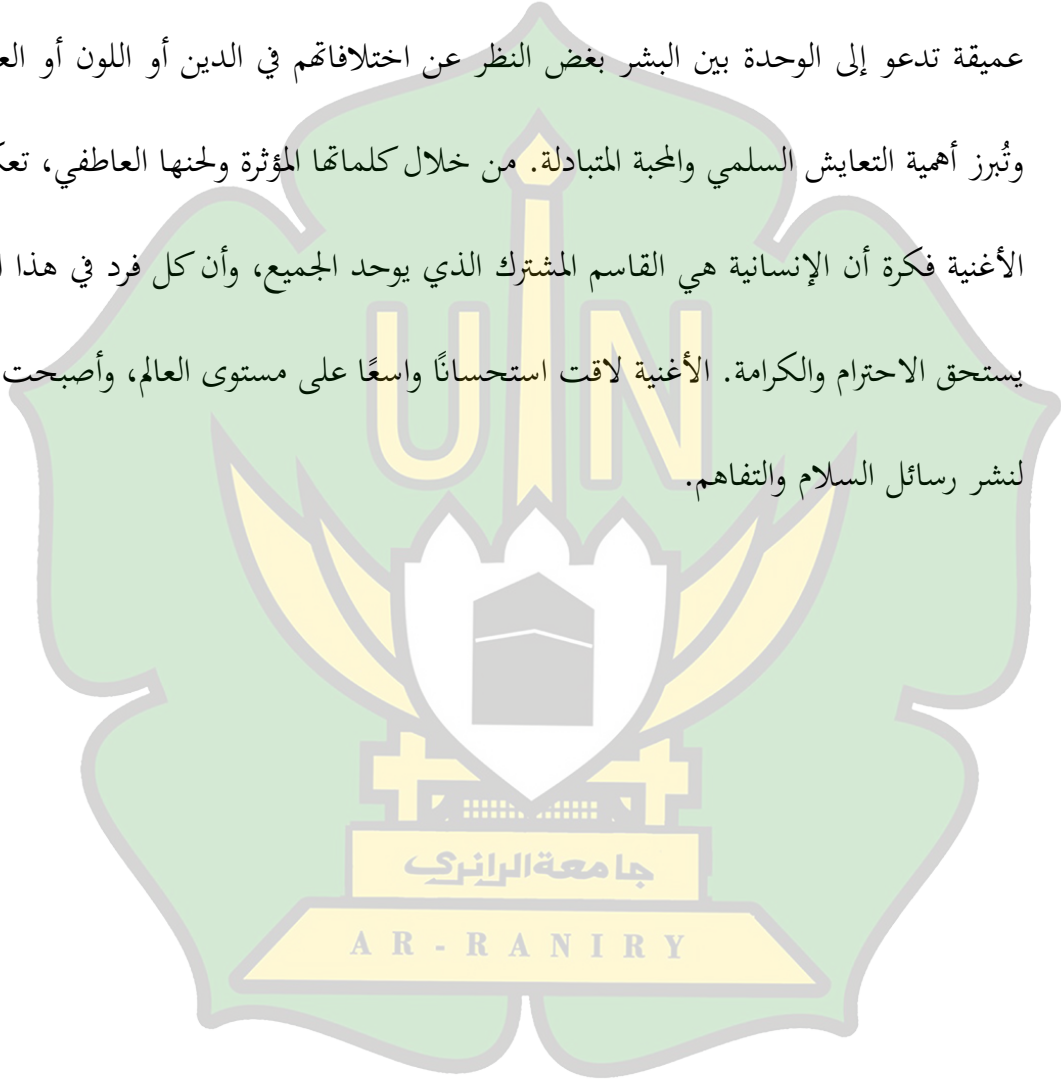 عميقة تدعو إلى الوحدة بين البشر بغض النظر عن اختلافاتهم في الدين أو اللون أو
وتُبرز أهمية التعايش السلمي والمحبة المتبادلة. من خلال كلماتها المؤثرة ولحنها العاطفي،
الأغنية فكرة أن الإنسانية هي القاسم المشترك الذي يوحد الجميع، وأن كل فرد في هذا
يستحق الاحترام والكرامة. الأغنية لاقت استحسانًا واسعًا على مستوى العالم، وأصبحت
لنشر رسائل السلام والتفاهم.
UIN
جامعة الرانري
AR-RANIRY